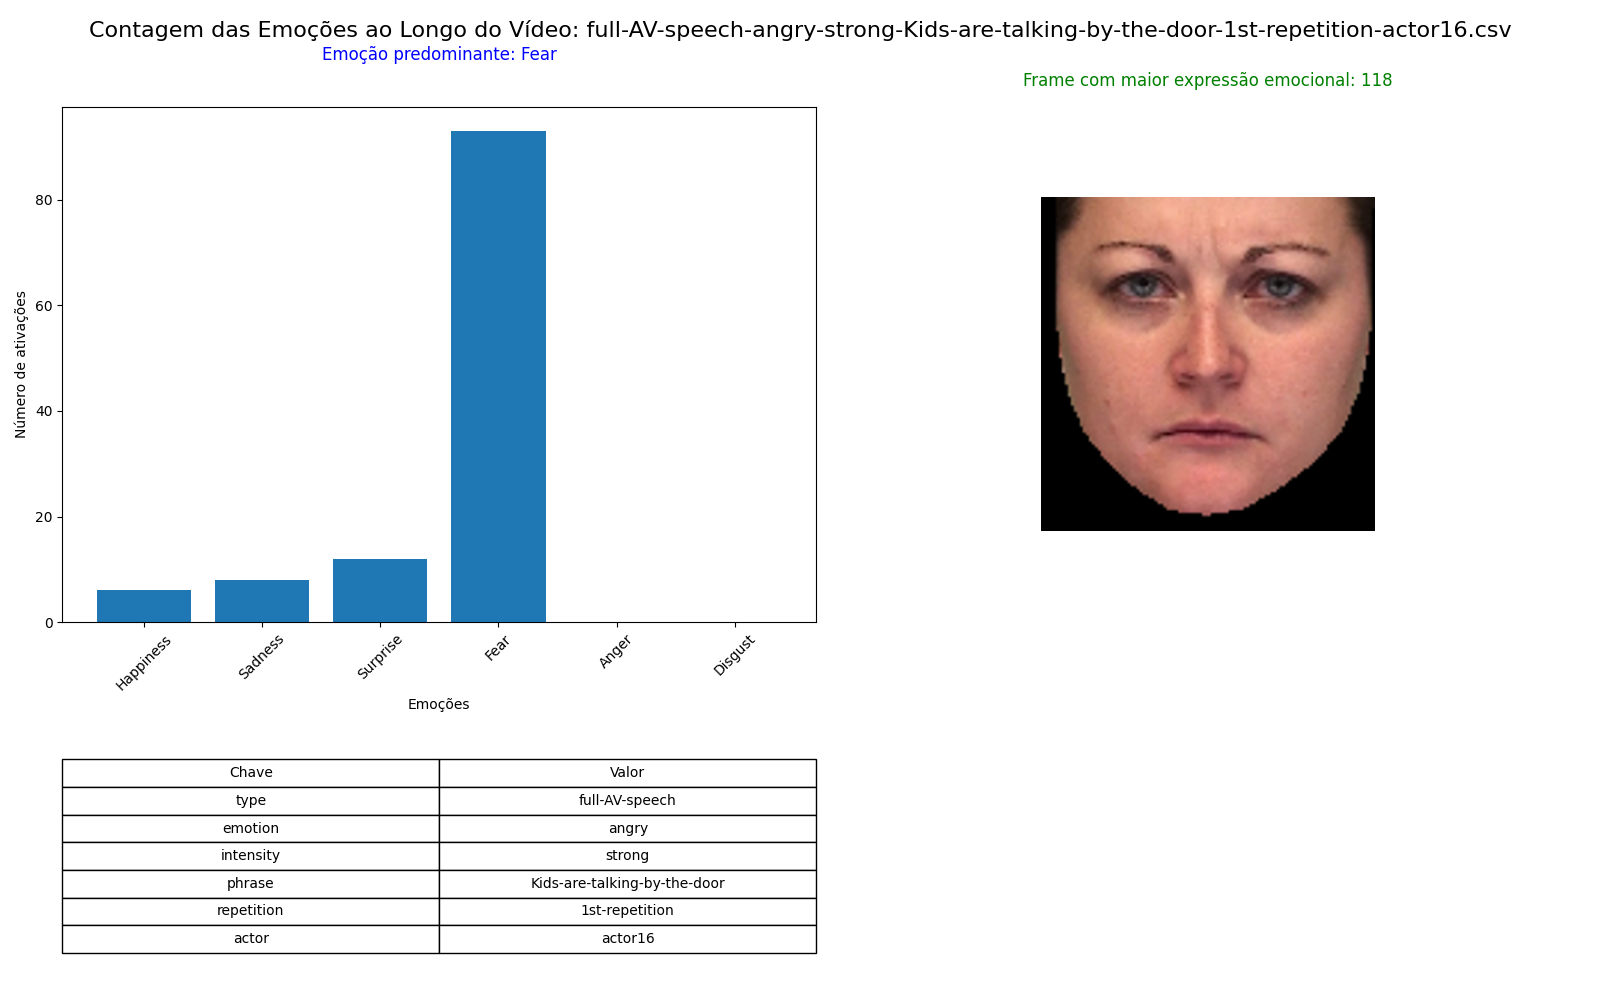 Contagem das Emoções ao Longo do Vídeo: full-AV-speech-angry-strong-Kids-are-talking-by-the-door-1st-repetition-actor16.csv
Emoção predominante: Fear
Frame com maior expressão emocional: 118
Número de ativações
80
60
40
20
0
Happiness
Sadness
Surprise
Fear
Anger
Disgust
Emoções
Chave Valor
type full-AV-speech
emotion angry
intensity strong
phrase Kids-are-talking-by-the-door
repetition 1st-repetition
actor actor16